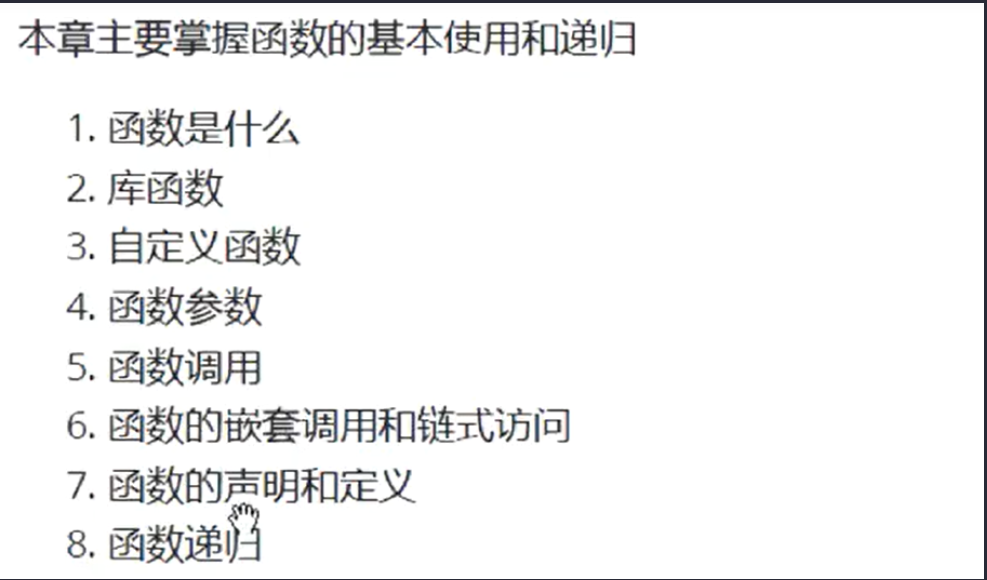 本章主要掌握函数的基本使用和递归
1. 函数是什么
2. 库函数
3. 自定义函数
4. 函数参数
5. 函数调用
6. 函数的嵌套调用和链式访问
7. 函数的声明和定义
8. 函数递归